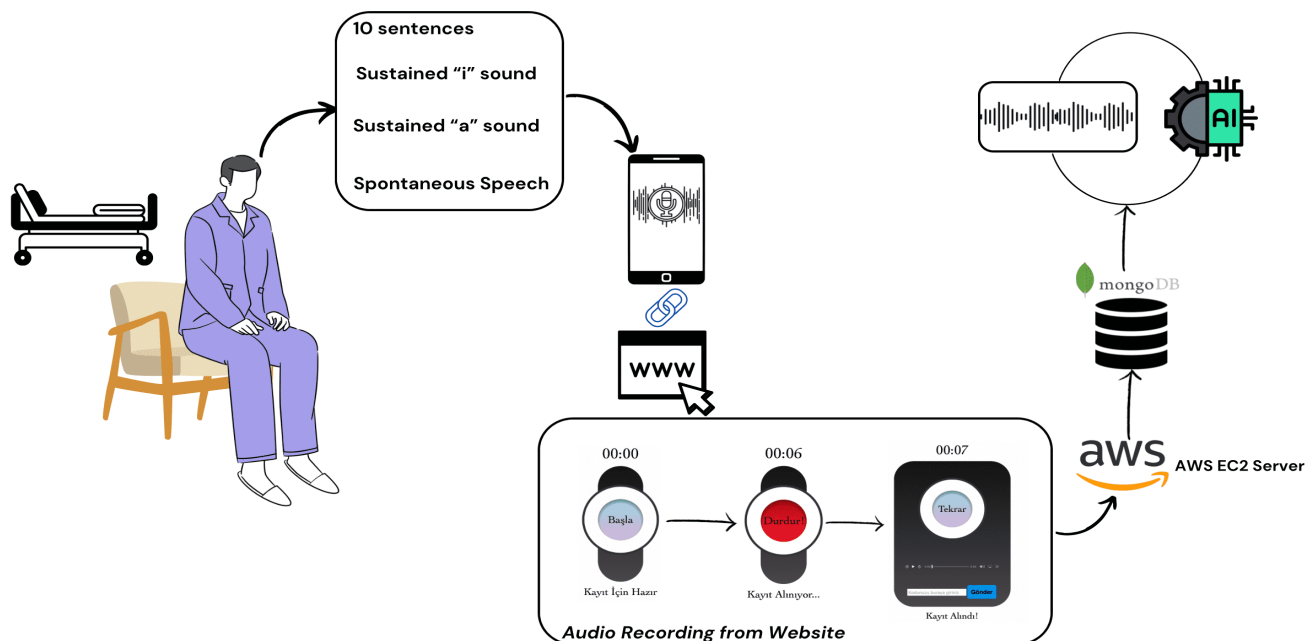 10 sentences
Sustained “i” sound
Sustained “a” sound
Spontaneous Speech
WWW
00:00
Başla
Kayıt İçin Hazır
00:06
Durdur!
Kayıt Alınıyor...
00:07
Tekrar
Gönder
Kayıt Alındı!
Audio Recording from Website
aws
AWS EC2 Server
mongoDB
AI